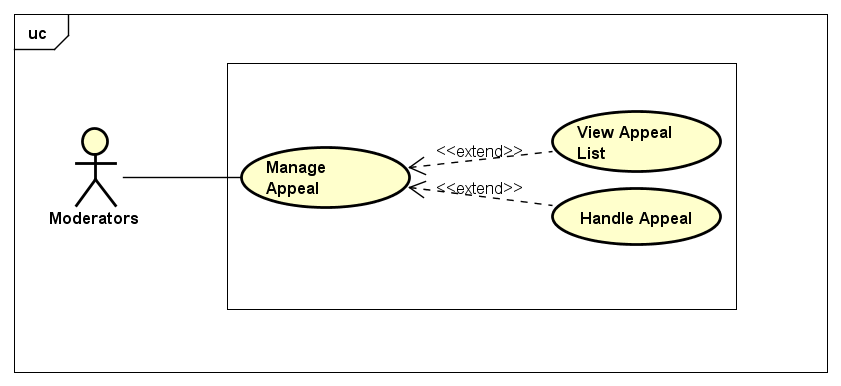 uc
Moderators
Manage
Appeal
<<extend>>
<<extend>>
View Appeal
List
Handle Appeal